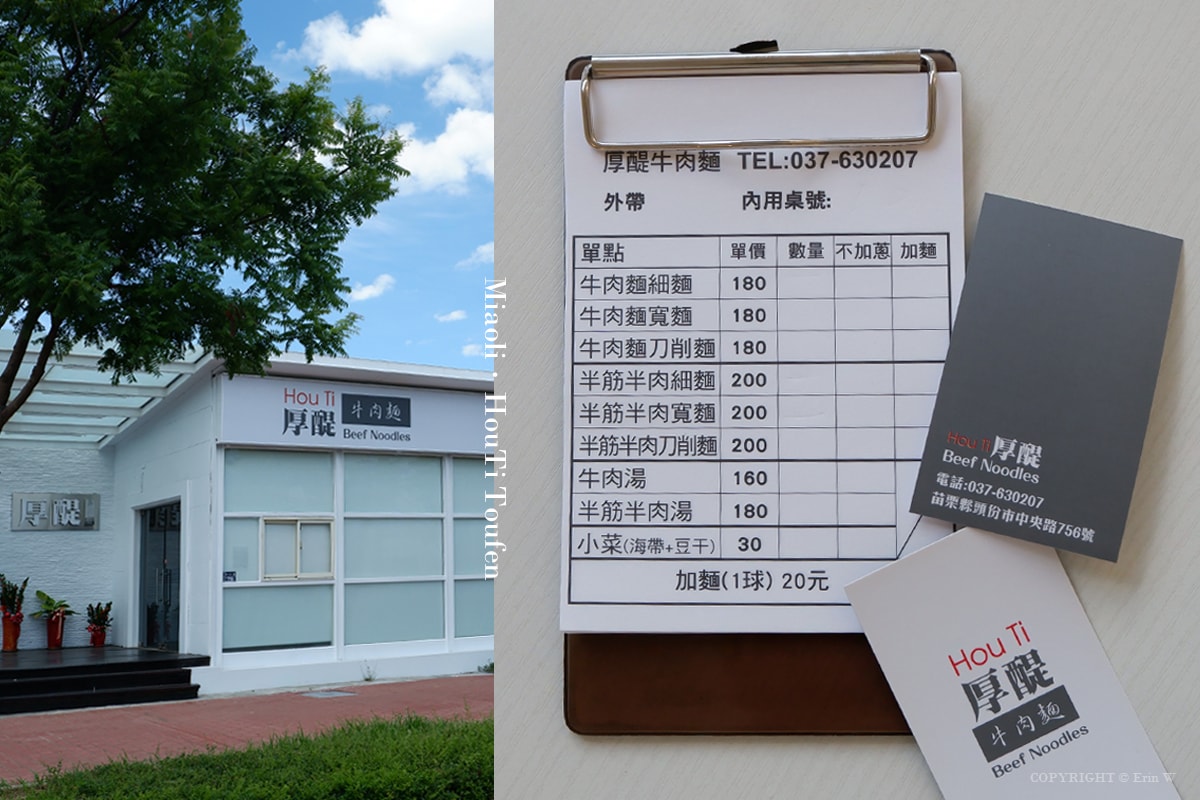 Hou Ti
厚醍 牛肉麵
Beef Noodles
厚醍
Miaoli · HouTi Toufen
厚醍牛肉麵 TEL:037-630207
外帶 內用桌號:
單點 單價 數量 不加蔥 加麵
牛肉麵細麵 180
牛肉麵寬麵 180
牛肉麵刀削麵 180
半筋半肉細麵 200
半筋半肉寬麵 200
半筋半肉刀削麵 200
牛肉湯 160
半筋半肉湯 180
小菜(海帶+豆干) 30
加麵(1球) 20元
Hou Ti 厚醍
Beef Noodles
電話:037-630207
苗栗縣頭份市中央路756號
Hou Ti
厚醍
牛肉麵
Beef Noodles
COPYRIGHT © Erin W